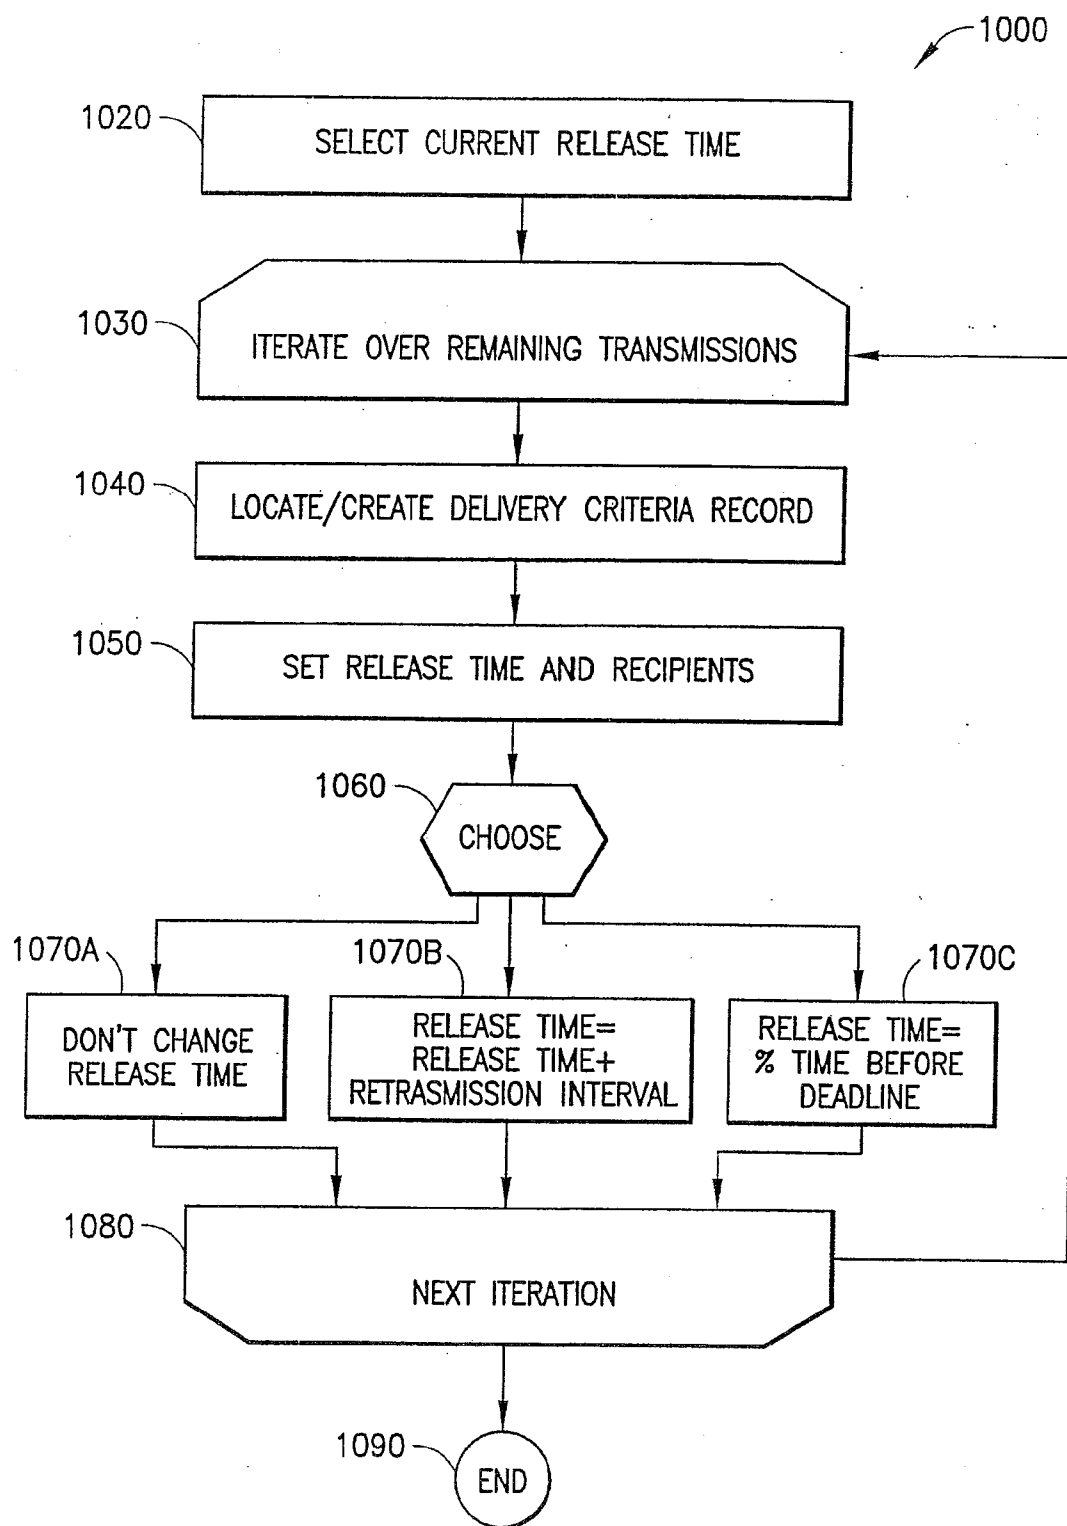 1000
1020
SELECT CURRENT RELEASE TIME
1030
ITERATE OVER REMAINING TRANSMISSIONS
1040
LOCATE/CREATE DELIVERY CRITERIA RECORD
1050
SET RELEASE TIME AND RECIPIENTS
1060
CHOOSE
1070A
DON'T CHANGE
RELEASE TIME
1070B
RELEASE TIME=
RELEASE TIME+
RETRASMISSION INTERVAL
1070C
RELEASE TIME=
% TIME BEFORE
DEADLINE
1080
NEXT ITERATION
1090
END